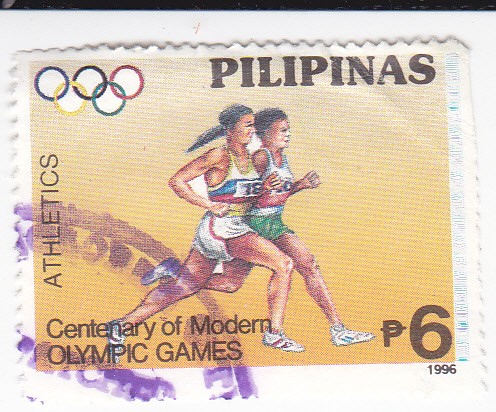 PILIPINAS
ATHLETICS
Centenary of Modern
OLYMPIC GAMES
₱6
1996